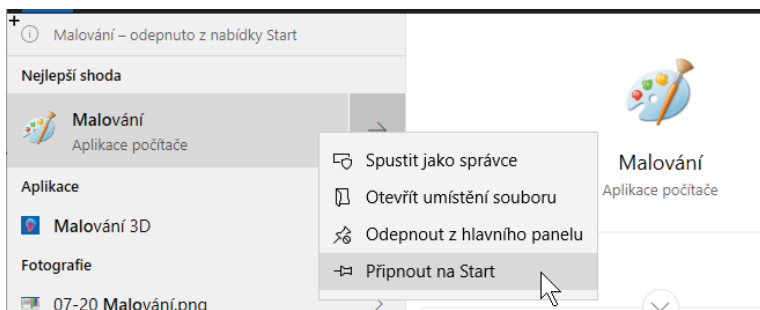 Malování – odepnuto z nabídky Start
Nejlepší shoda
Malování
Aplikace počítače
Aplikace
Malování 3D
Fotografie
07-20 Malování.png
Spustit jako správce
Otevřít umístění souboru
Odepnout z hlavního panelu
Připnout na Start
Malování
Aplikace počítače